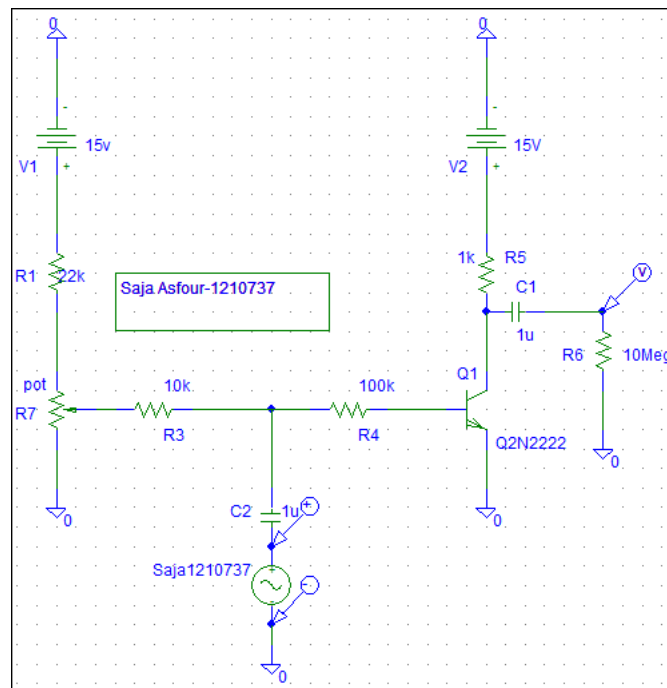 0
0
-
-
15v
15V
V1
V2
+
+
R1
22k
1k
R5
Saja Asfour-1210737
C1
V
1u
R6
10Meg
pot
10k
100k
Q1
R7
R3
R4
Q2N2222
0
0
0
C2
1u
+
Saja1210737
+
-
-
0